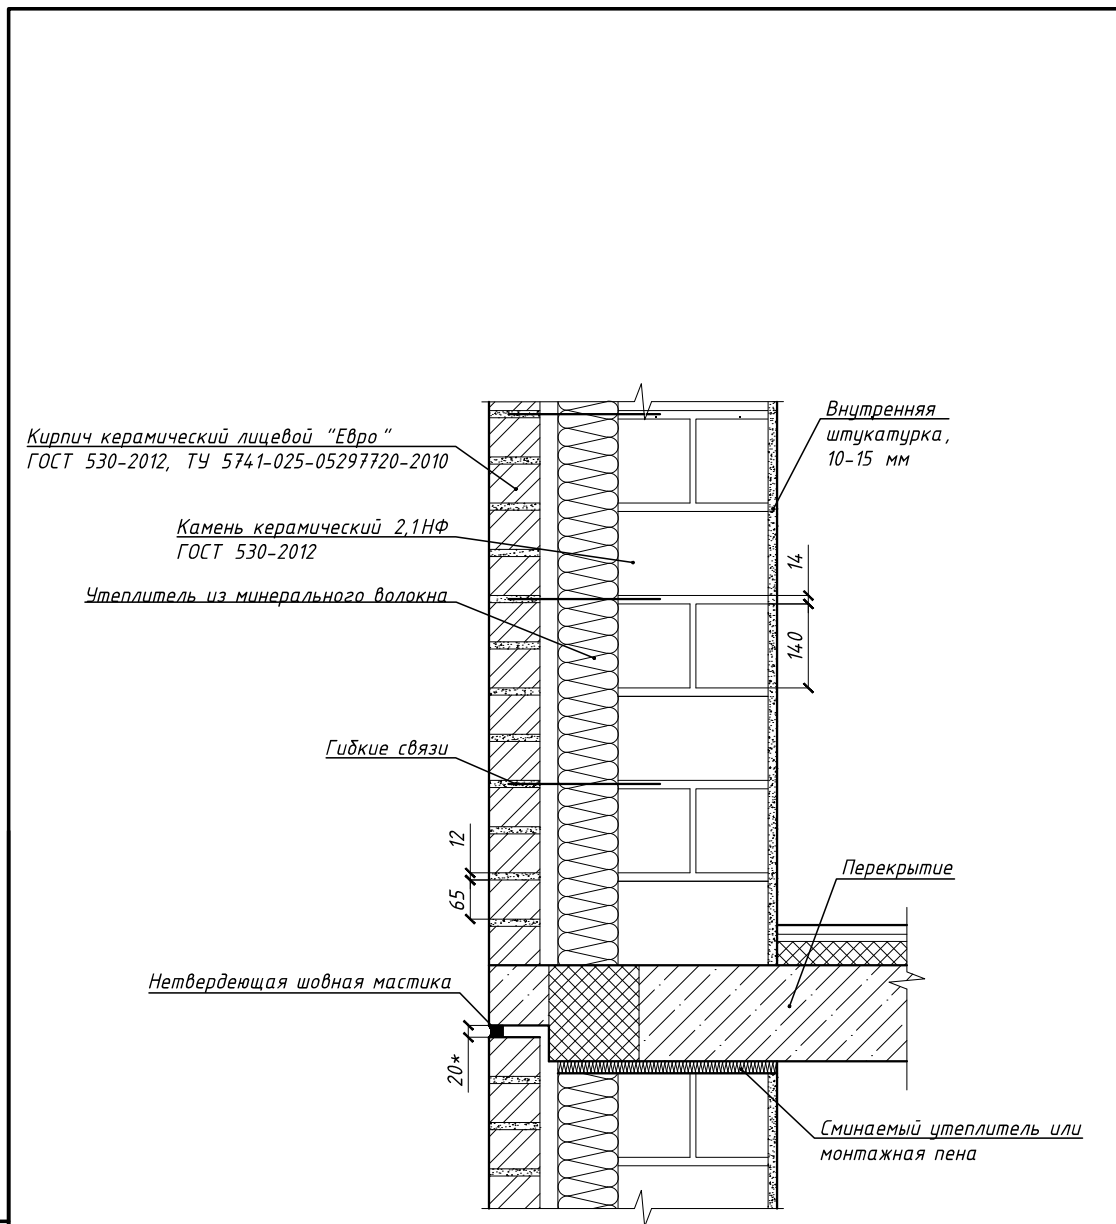 Кирпич керамический лицевой "Евро"
ГОСТ 530-2012, ТУ 5741-025-05297720-2010
Внутренняя
штукатурка,
10-15 мм
Камень керамический 2,1НФ
ГОСТ 530-2012
14
Утеплитель из минерального волокна
140
Гибкие связи
12
65
Перекрытие
Нетвердеющая шовная мастика
20*
Сминаемый утеплитель или
монтажная пена